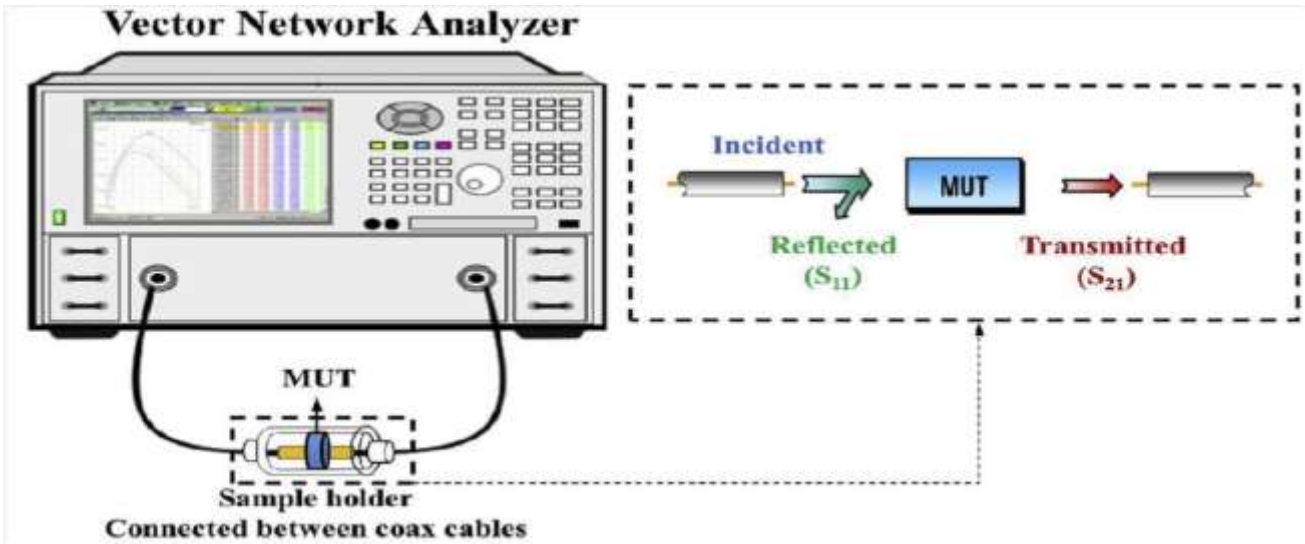 Vector Network Analyzer
Incident
MUT
Reflected
(S₁₁)
Transmitted
(S₂₁)
MUT
Sample holder
Connected between coax cables